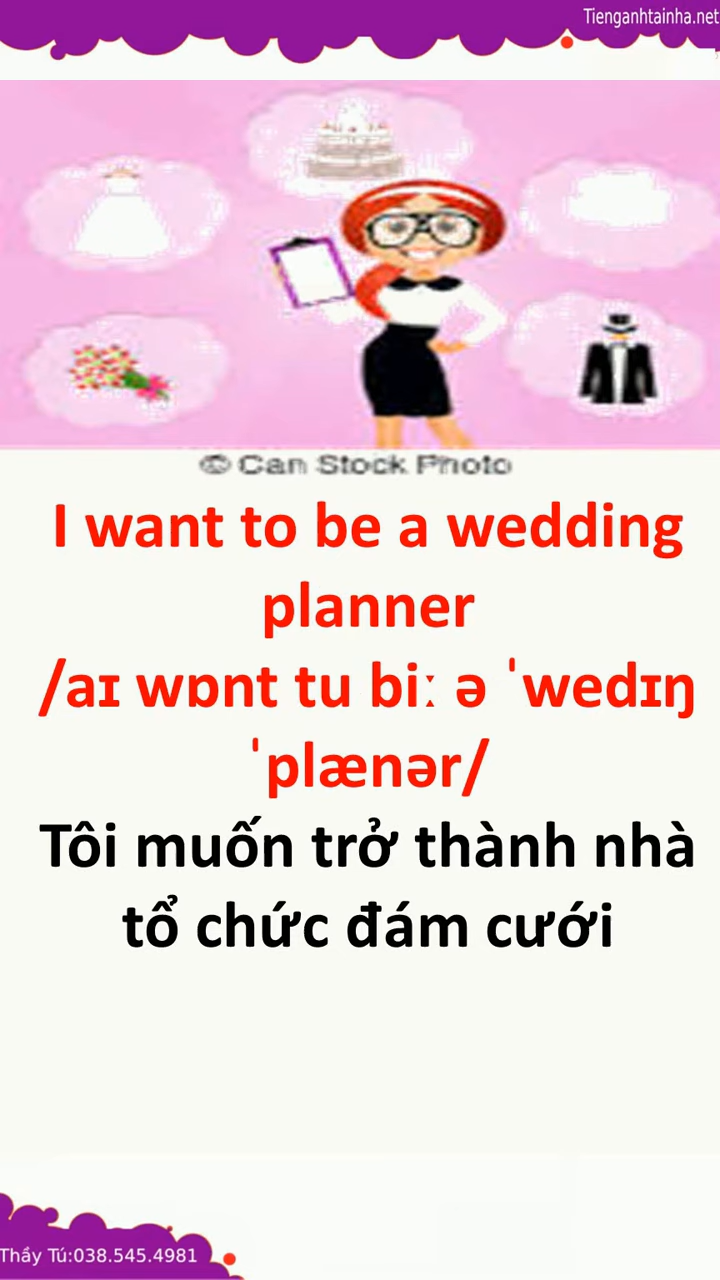 Tienganhtainha.net
© Can Stock Photo
I want to be a wedding
planner
/aɪ wɒnt tu biː ə ˈwedɪŋ
ˈplænər/
Tôi muốn trở thành nhà
tổ chức đám cưới
Thầy Tú:038.545.4981